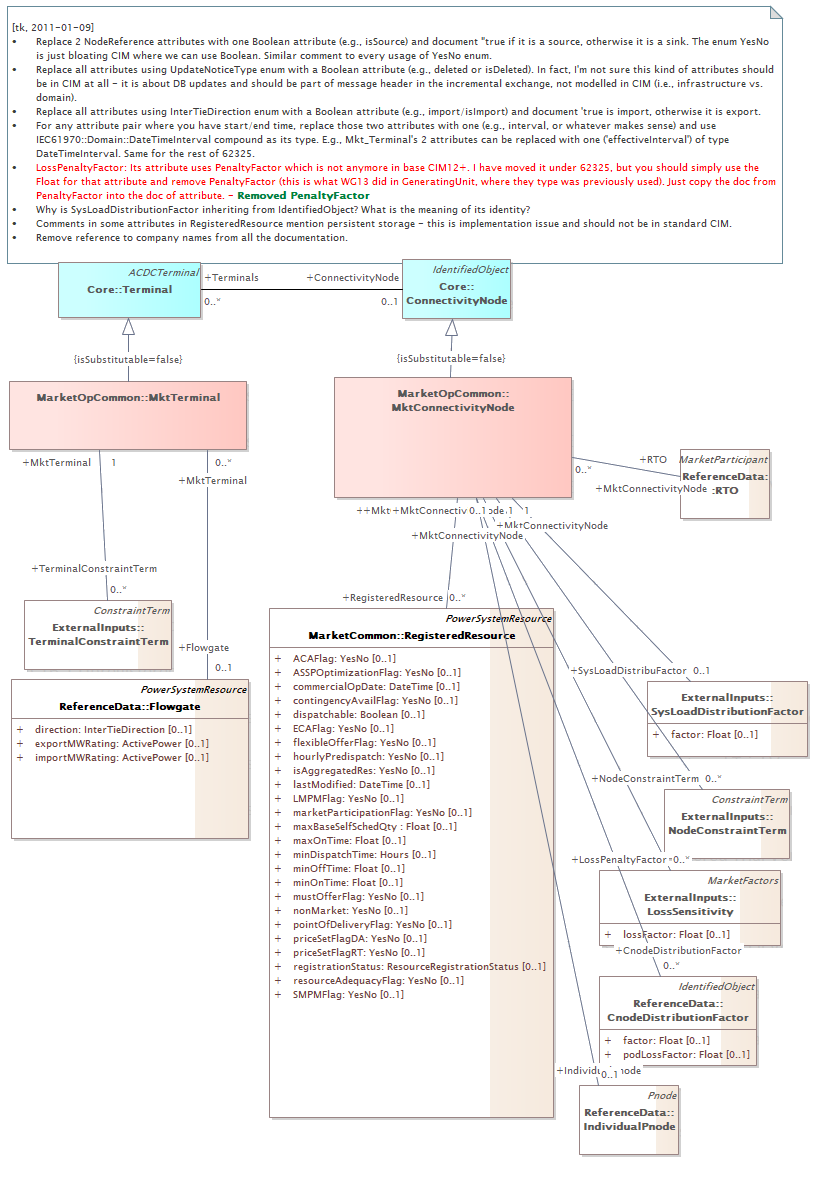 [tk, 2011-01-09]
• Replace 2 NodeReference attributes with one Boolean attribute (e.g., isSource) and document "true if it is a source, otherwise it is a sink. The enum YesNo
is just bloating CIM where we can use Boolean. Similar comment to every usage of YesNo enum.
• Replace all attributes using UpdateNoticeType enum with a Boolean attribute (e.g., deleted or isDeleted). In fact, I'm not sure this kind of attributes should
be in CIM at all - it is about DB updates and should be part of message header in the incremental exchange, not modelled in CIM (i.e., infrastructure vs.
domain).
• Replace all attributes using InterTieDirection enum with a Boolean attribute (e.g., import/isImport) and document 'true is import, otherwise it is export.
• For any attribute pair where you have start/end time, replace those two attributes with one (e.g., interval, or whatever makes sense) and use
IEC61970::Domain::DateTimeInterval compound as its type. E.g., Mkt_Terminal's 2 attributes can be replaced with one ('effectiveInterval') of type
DateTimeInterval. Same for the rest of 62325.
• LossPenaltyFactor: Its attribute uses PenaltyFactor which is not anymore in base CIM12+. I have moved it under 62325, but you should simply use the
Float for that attribute and remove PenaltyFactor (this is what WG13 did in GeneratingUnit, where they type was previously used). Just copy the doc from
PenaltyFactor into the doc of attribute. - Removed PenaltyFactor
• Why is SysLoadDistributionFactor inheriting from IdentifiedObject? What is the meaning of its identity?
• Comments in some attributes in RegisteredResource mention persistent storage - this is implementation issue and should not be in standard CIM.
• Remove reference to company names from all the documentation.
ACDCTerminal
Core::Terminal
+Terminals
0..*
+ConnectivityNode
0..1
IdentifiedObject
Core::
ConnectivityNode
{isSubstitutable=false}
{isSubstitutable=false}
MarketOpCommon::MktTerminal
MarketOpCommon::
MktConnectivityNode
+MktTerminal 1
0..*
+MktTerminal
0..*
+RTO
+MktConnectivityNode
MarketParticipant
ReferenceData:
:RTO
++Mkt
+MktConnectiv
0..1
ode
1
1
+MktConnectivityNode
+MktConnectivityNode
+TerminalConstraintTerm
0..*
ConstraintTerm
ExternalInputs::
TerminalConstraintTerm
+Flowgate
0..1
PowerSystemResource
ReferenceData::Flowgate
+ direction: InterTieDirection [0..1]
+ exportMWRating: ActivePower [0..1]
+ importMWRating: ActivePower [0..1]
+RegisteredResource 0..*
PowerSystemResource
MarketCommon::RegisteredResource
+ ACAFlag: YesNo [0..1]
+ ASSPOptimizationFlag: YesNo [0..1]
+ commercialOpDate: DateTime [0..1]
+ contingencyAvailFlag: YesNo [0..1]
+ dispatchable: Boolean [0..1]
+ ECAFlag: YesNo [0..1]
+ flexibleOfferFlag: YesNo [0..1]
+ hourlyPredispatch: YesNo [0..1]
+ isAggregatedRes: YesNo [0..1]
+ lastModified: DateTime [0..1]
+ LMPMFlag: YesNo [0..1]
+ marketParticipationFlag: YesNo [0..1]
+ maxBaseSelfSchedQty : Float [0..1]
+ maxOnTime: Float [0..1]
+ minDispatchTime: Hours [0..1]
+ minOffTime: Float [0..1]
+ minOnTime: Float [0..1]
+ mustOfferFlag: YesNo [0..1]
+ nonMarket: YesNo [0..1]
+ pointOfDeliveryFlag: YesNo [0..1]
+ priceSetFlagDA: YesNo [0..1]
+ priceSetFlagRT: YesNo [0..1]
+ registrationStatus: ResourceRegistrationStatus [0..1]
+ resourceAdequacyFlag: YesNo [0..1]
+ SMPMFlag: YesNo [0..1]
+SysLoadDistribuFactor 0..1
ExternalInputs::
SysLoadDistributionFactor
+ factor: Float [0..1]
+NodeConstraintTerm 0..*
ConstraintTerm
ExternalInputs::
NodeConstraintTerm
+LossPenaltyFactor 0..*
MarketFactors
ExternalInputs::
LossSensitivity
+ lossFactor: Float [0..1]
+CnodeDistributionFactor
0..*
IdentifiedObject
ReferenceData::
CnodeDistributionFactor
+ factor: Float [0..1]
+ podLossFactor: Float [0..1]
0..1
Pnode
ReferenceData::
IndividualPnode